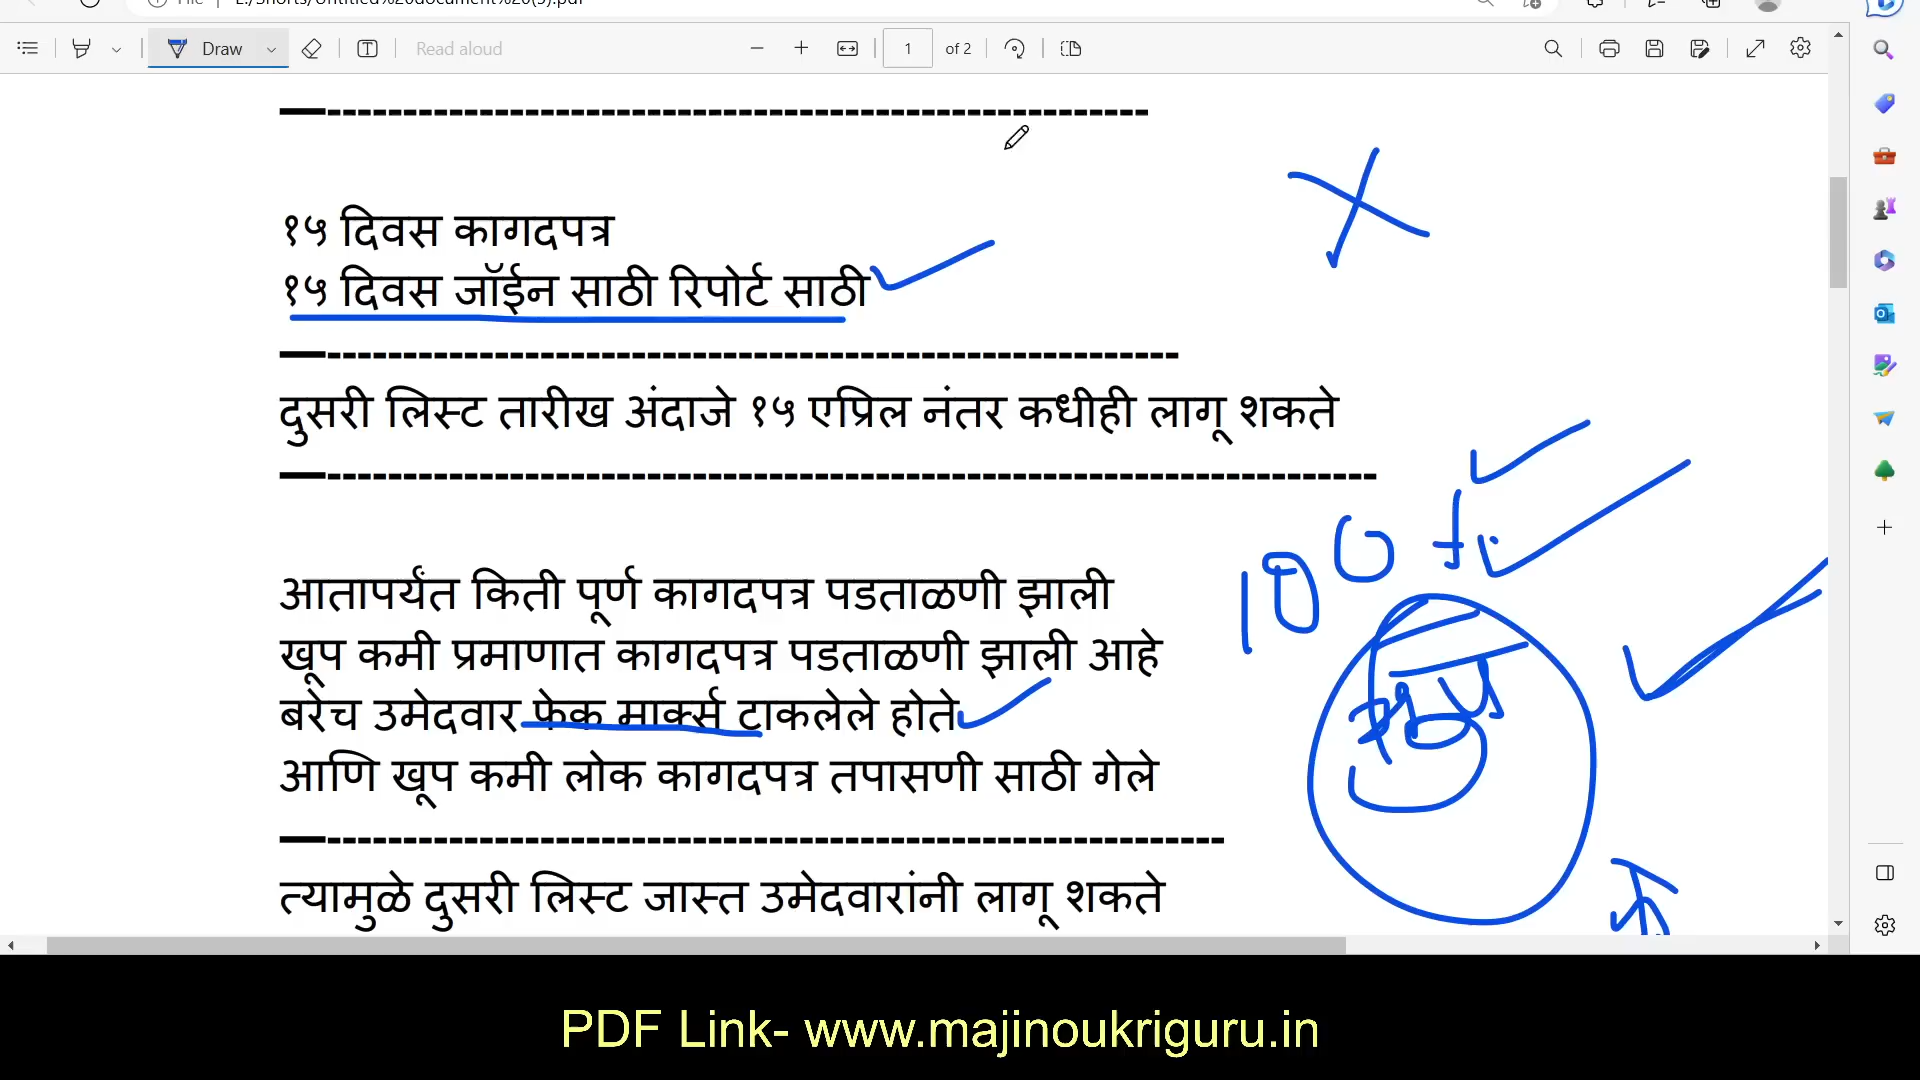 Draw
Read aloud
1 of 2
१५ दिवस कागदपत्र
१५ दिवस जॉईन साठी रिपोर्ट साठी
दुसरी लिस्ट तारीख अंदाजे १५ एप्रिल नंतर कधीही लागू शकते
आतापर्यंत किती पूर्ण कागदपत्र पडताळणी झाली
खूप कमी प्रमाणात कागदपत्र पडताळणी झाली आहे
बरेच उमेदवार फेक मार्क्स टाकलेले होते
आणि खूप कमी लोक कागदपत्र तपासणी साठी गेले
त्यामुळे दुसरी लिस्ट जास्त उमेदवारांनी लागू शकते
100
PDF Link- www.majinoukriguru.in